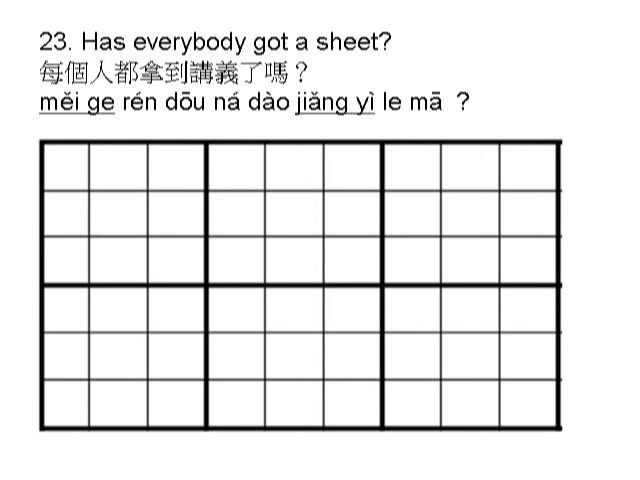 23. Has everybody got a sheet?
每個人都拿到講義了嗎？
měi ge rén dōu ná dào jiǎng yì le mā ？